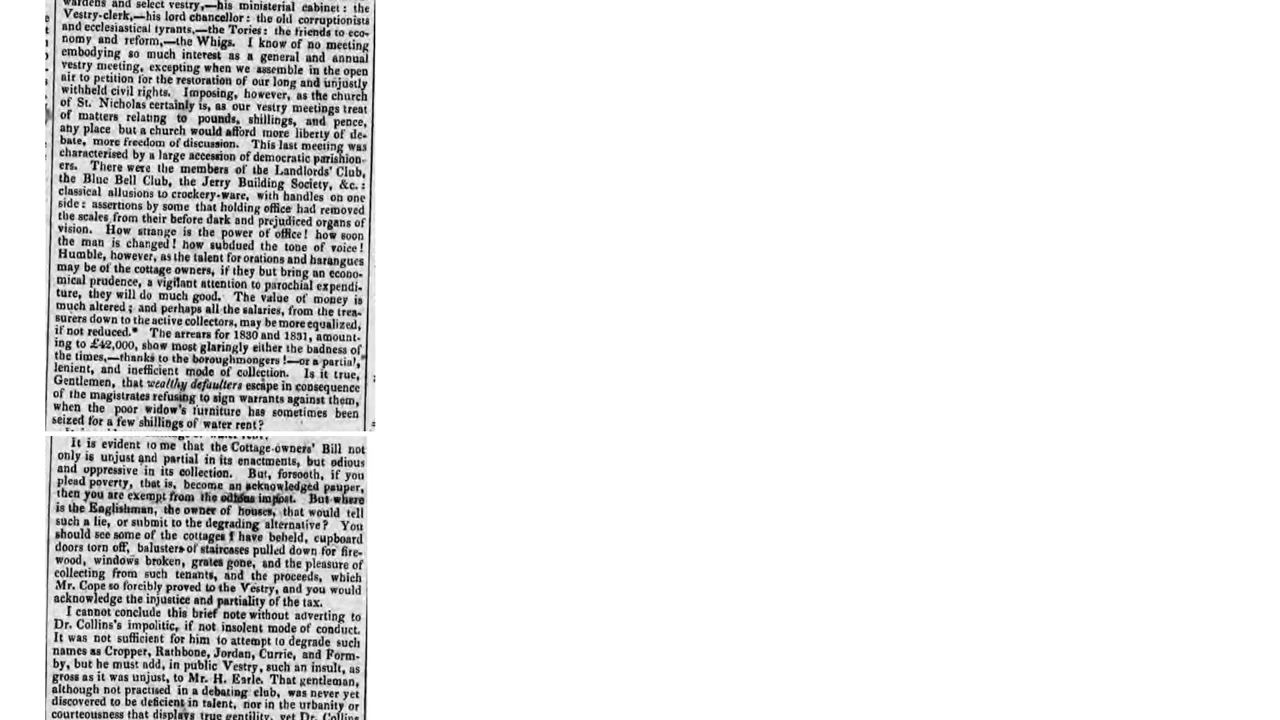 wardens and select vestry,—his ministerial cabinet: the
Vestry-clerk,—his lord chancellor: the old corruptionists
and ecclesiastical tyrants,—the Tories: the friends to eco-
nomy and reform,—the Whigs. I know of no meeting
embodying so much interest as a general and annual
vestry meeting, excepting when we assemble in the open
air to petition for the restoration of our long and unjustly
withheld civil rights. Imposing, however, as the church
of St. Nicholas certainly is, as our vestry meetings treat
of matters relating to pounds, shillings, and pence,
any place but a church would afford more liberty of de-
bate, more freedom of discussion. This last meeting was
characterised by a large accession of democratic parishion-
ers. There were the members of the Landlords' Club,
the Blue Bell Club, the Jerry Building Society, &c.:
classical allusions to crockery-ware, with handles on one
side: assertions by some that holding office had removed
the scales from their before dark and prejudiced organs of
vision. How strange is the power of office! how soon
the man is changed! how subdued the tone of voice!
Humble, however, as the talent for orations and harangues
may be of the cottage owners, if they but bring an econo-
mical prudence, a vigilant attention to parochial expendi-
ture, they will do much good. The value of money is
much altered; and perhaps all the salaries, from the trea-
surers down to the active collectors, may be more equalized,
if not reduced.* The arrears for 1830 and 1831, amount-
ing to £42,000, show most glaringly either the badness of
the times,—thanks to the boroughmongers!—or a partial,
lenient, and inefficient mode of collection. Is it true,
Gentlemen, that wealthy defaulters escape in consequence
of the magistrates refusing to sign warrants against them,
when the poor widow's furniture has sometimes been
seized for a few shillings of water rent?
water rent?
It is evident to me that the Cottage-owners' Bill not
only is unjust and partial in its enactments, but odious
and oppressive in its collection. But, forsooth, if you
plead poverty, that is, become an acknowledged pauper,
then you are exempt from the odious impost. But where
is the Englishman, the owner of houses, that would tell
such a lie, or submit to the degrading alternative? You
should see some of the cottages I have beheld, cupboard
doors torn off, balusters of staircases pulled down for fire-
wood, windows broken, grates gone, and the pleasure of
collecting from such tenants, and the proceeds, which
Mr. Cope so forcibly proved to the Vestry, and you would
acknowledge the injustice and partiality of the tax.
I cannot conclude this brief note without adverting to
Dr. Collins's impolitic, if not insolent mode of conduct.
It was not sufficient for him to attempt to degrade such
names as Cropper, Rathbone, Jordan, Currie, and Form-
by, but he must add, in public Vestry, such an insult, as
gross as it was unjust, to Mr. H. Earle. That gentleman,
although not practised in a debating club, was never yet
discovered to be deficient in talent, nor in the urbanity or
courteousness that displays true gentility, yet Dr. Collins